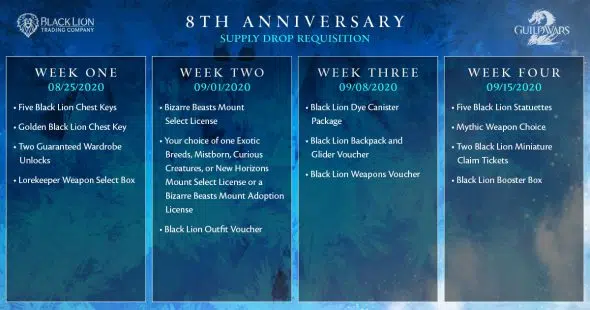 BLACK LION
TRADING COMPANY
8TH ANNIVERSARY
SUPPLY DROP REQUISITION
GUILDWARS
2
WEEK ONE
08/25/2020
• Five Black Lion Chest Keys
• Golden Black Lion Chest Key
• Two Guaranteed Wardrobe
Unlocks
• Lorekeeper Weapon Select Box
WEEK TWO
09/01/2020
• Bizarre Beasts Mount
Select License
• Your choice of one Exotic
Breeds, Mistborn, Curious
Creatures, or New Horizons
Mount Select License or a
Bizarre Beasts Mount Adoption
License
• Black Lion Outfit Voucher
WEEK THREE
09/08/2020
• Black Lion Dye Canister
Package
• Black Lion Backpack and
Glider Voucher
• Black Lion Weapons Voucher
WEEK FOUR
09/15/2020
• Five Black Lion Statuettes
• Mythic Weapon Choice
• Two Black Lion Miniature
Claim Tickets
• Black Lion Booster Box